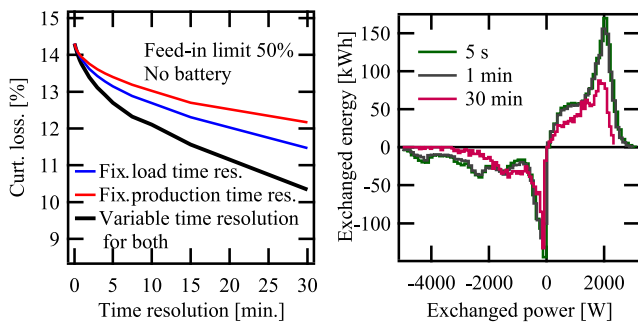 15
14
13
12
11
10
9
Curt. loss. [%]
Feed-in limit 50%
No battery
Fix.load time res.
Fix.production time res.
Variable time resolution
for both
0 5 10 15 20 25 30
Time resolution [min.]
150
100
50
0
-50
-100
Exchanged energy [kWh]
5 s
1 min
30 min
-4000 -2000 0 2000
Exchanged power [W]